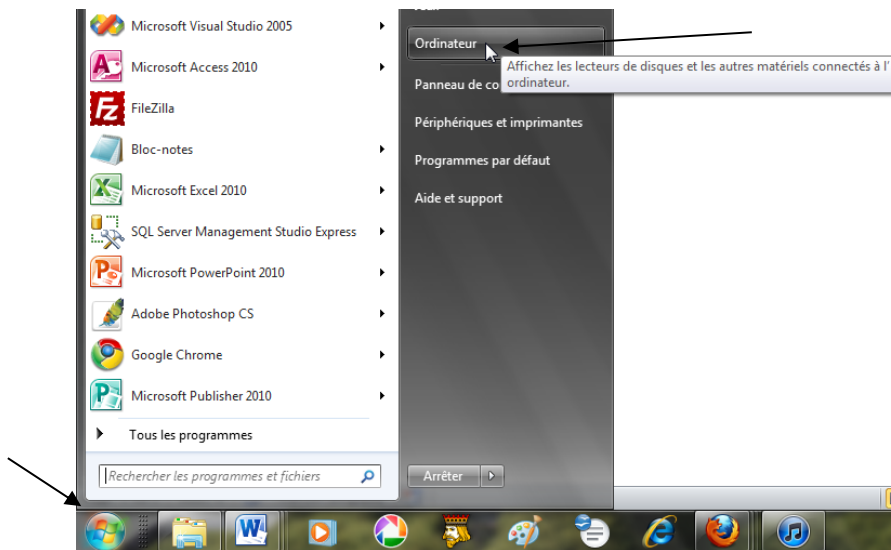 Microsoft Visual Studio 2005
Microsoft Access 2010
FileZilla
Bloc-notes
Microsoft Excel 2010
SQL Server Management Studio Express
Microsoft PowerPoint 2010
Adobe Photoshop CS
Google Chrome
Microsoft Publisher 2010
Tous les programmes
Rechercher les programmes et fichiers
Ordinateur
Affichez les lecteurs de disques et les autres matériels connectés à l'
ordinateur.
Panneau de co
Périphériques et imprimantes
Programmes par défaut
Aide et support
Arrêter